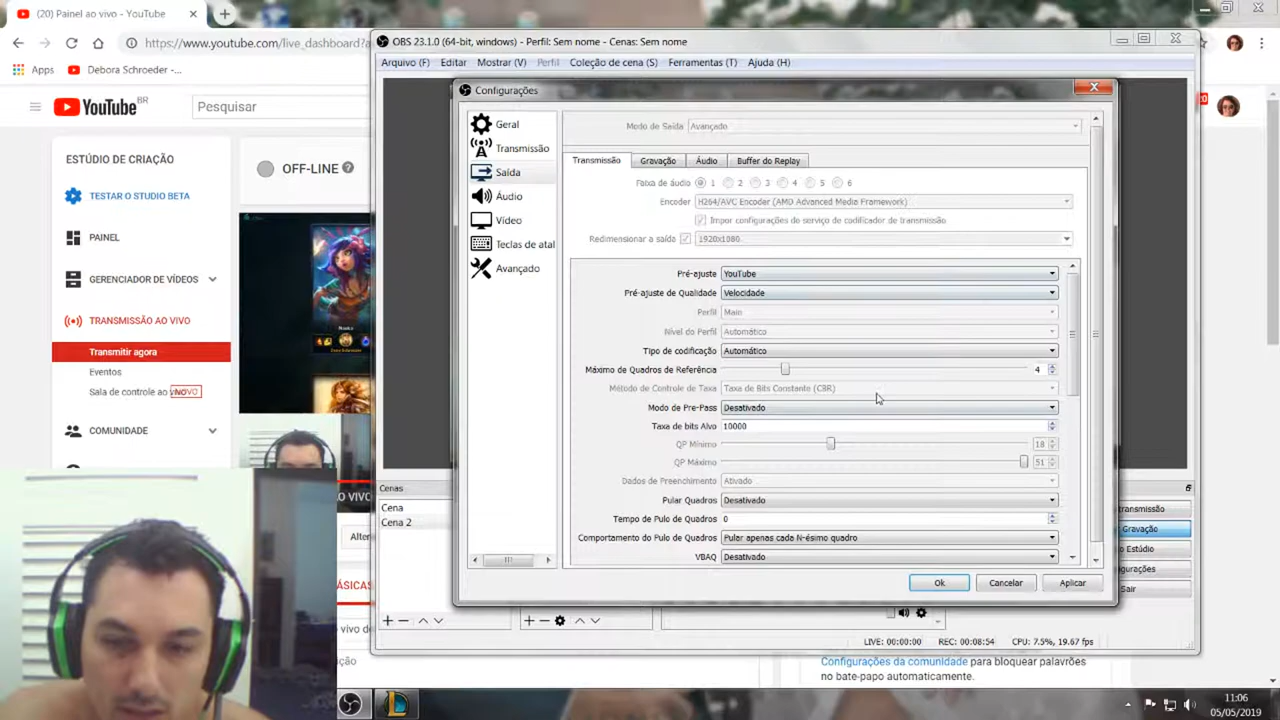 (20) Painel ao vivo - YouTube
https://www.youtube.com/live_dashboard?a
Apps
Debora Schroeder -...
YouTube BR
Pesquisar
ESTÚDIO DE CRIAÇÃO
TESTAR O STUDIO BETA
PAINEL
GERENCIADOR DE VÍDEOS
TRANSMISSÃO AO VIVO
Transmitir agora
Eventos
Sala de controle ao viv
NOVO
COMUNIDADE
OFF-LINE
AO VIVO
Alter
BÁSICAS
o vivo de
ização
OBS 23.1.0 (64-bit, windows) - Perfil: Sem nome - Cenas: Sem nome
Arquivo (F) Editar Mostrar (V) Perfil Coleção de cena (S) Ferramentas (T) Ajuda (H)
Configurações
Geral
Transmissão
Saída
Áudio
Vídeo
Teclas de atal
Avançado
Modo de Saída Avançado
Transmissão Gravação Áudio Buffer do Replay
Faixa de áudio 1 2 3 4 5 6
Encoder H264/AVC Encoder (AMD Advanced Media Framework)
Impor configurações do serviço de codificador de transmissão
Redimensionar a saída 1920x1080
Pré-ajuste YouTube
Pré-ajuste de Qualidade Velocidade
Perfil Main
Nível do Perfil Automático
Tipo de codificação Automático
Máximo de Quadros de Referência 4
Método de Controle de Taxa Taxa de Bits Constante (CBR)
Modo de Pre-Pass Desativado
Taxa de bits Alvo 10000
QP Mínimo 18
QP Máximo 51
Dados de Preenchimento Ativado
Pular Quadros Desativado
Tempo de Pulo de Quadros 0
Comportamento do Pulo de Quadros Pular apenas cada N-ésimo quadro
VBAQ Desativado
Ok Cancelar Aplicar
Cenas
Cena
Cena 2
transmissão
Gravação
o Estúdio
igurações
Sair
LIVE: 00:00:00 REC: 00:08:54 CPU: 7.5%, 19.67 fps
Configurações da comunidade para bloquear palavrões
no bate-papo automaticamente.
11:06
05/05/2019